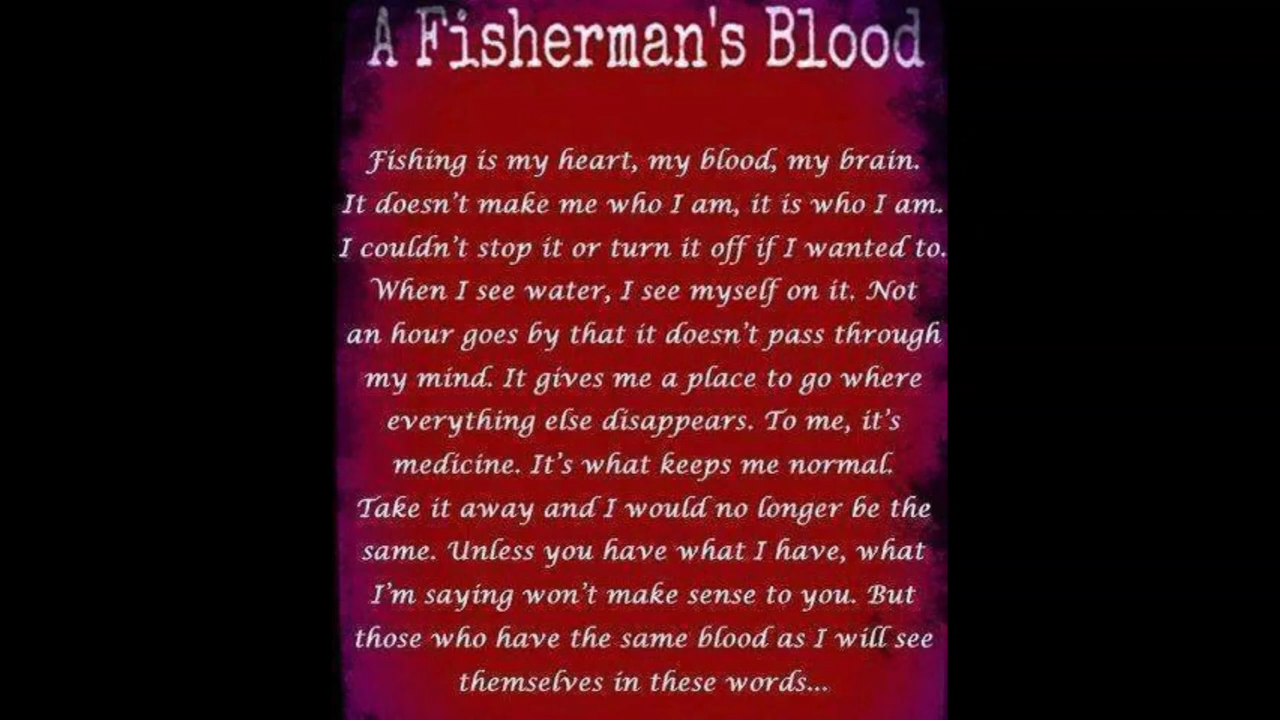 A Fisherman's Blood
Fishing is my heart, my blood, my brain.
It doesn't make me who I am, it is who I am.
I couldn't stop it or turn it off if I wanted to.
When I see water, I see myself on it. Not
an hour goes by that it doesn't pass through
my mind. It gives me a place to go where
everything else disappears. To me, it's
medicine. It's what keeps me normal.
Take it away and I would no longer be the
same. Unless you have what I have, what
I'm saying won't make sense to you. But
those who have the same blood as I will see
themselves in these words...